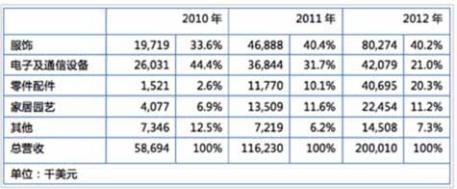 2010 年 2011 年 2012 年
服饰 19,719 33.6% 46,888 40.4% 80,274 40.2%
电子及通信设备 26,031 44.4% 36,844 31.7% 42,079 21.0%
零件配件 1,521 2.6% 11,770 10.1% 40,695 20.3%
家居园艺 4,077 6.9% 13,509 11.6% 22,454 11.2%
其他 7,346 12.5% 7,219 6.2% 14,508 7.3%
总营收 58,694 100% 116,230 100% 200,010 100%
单位：千美元